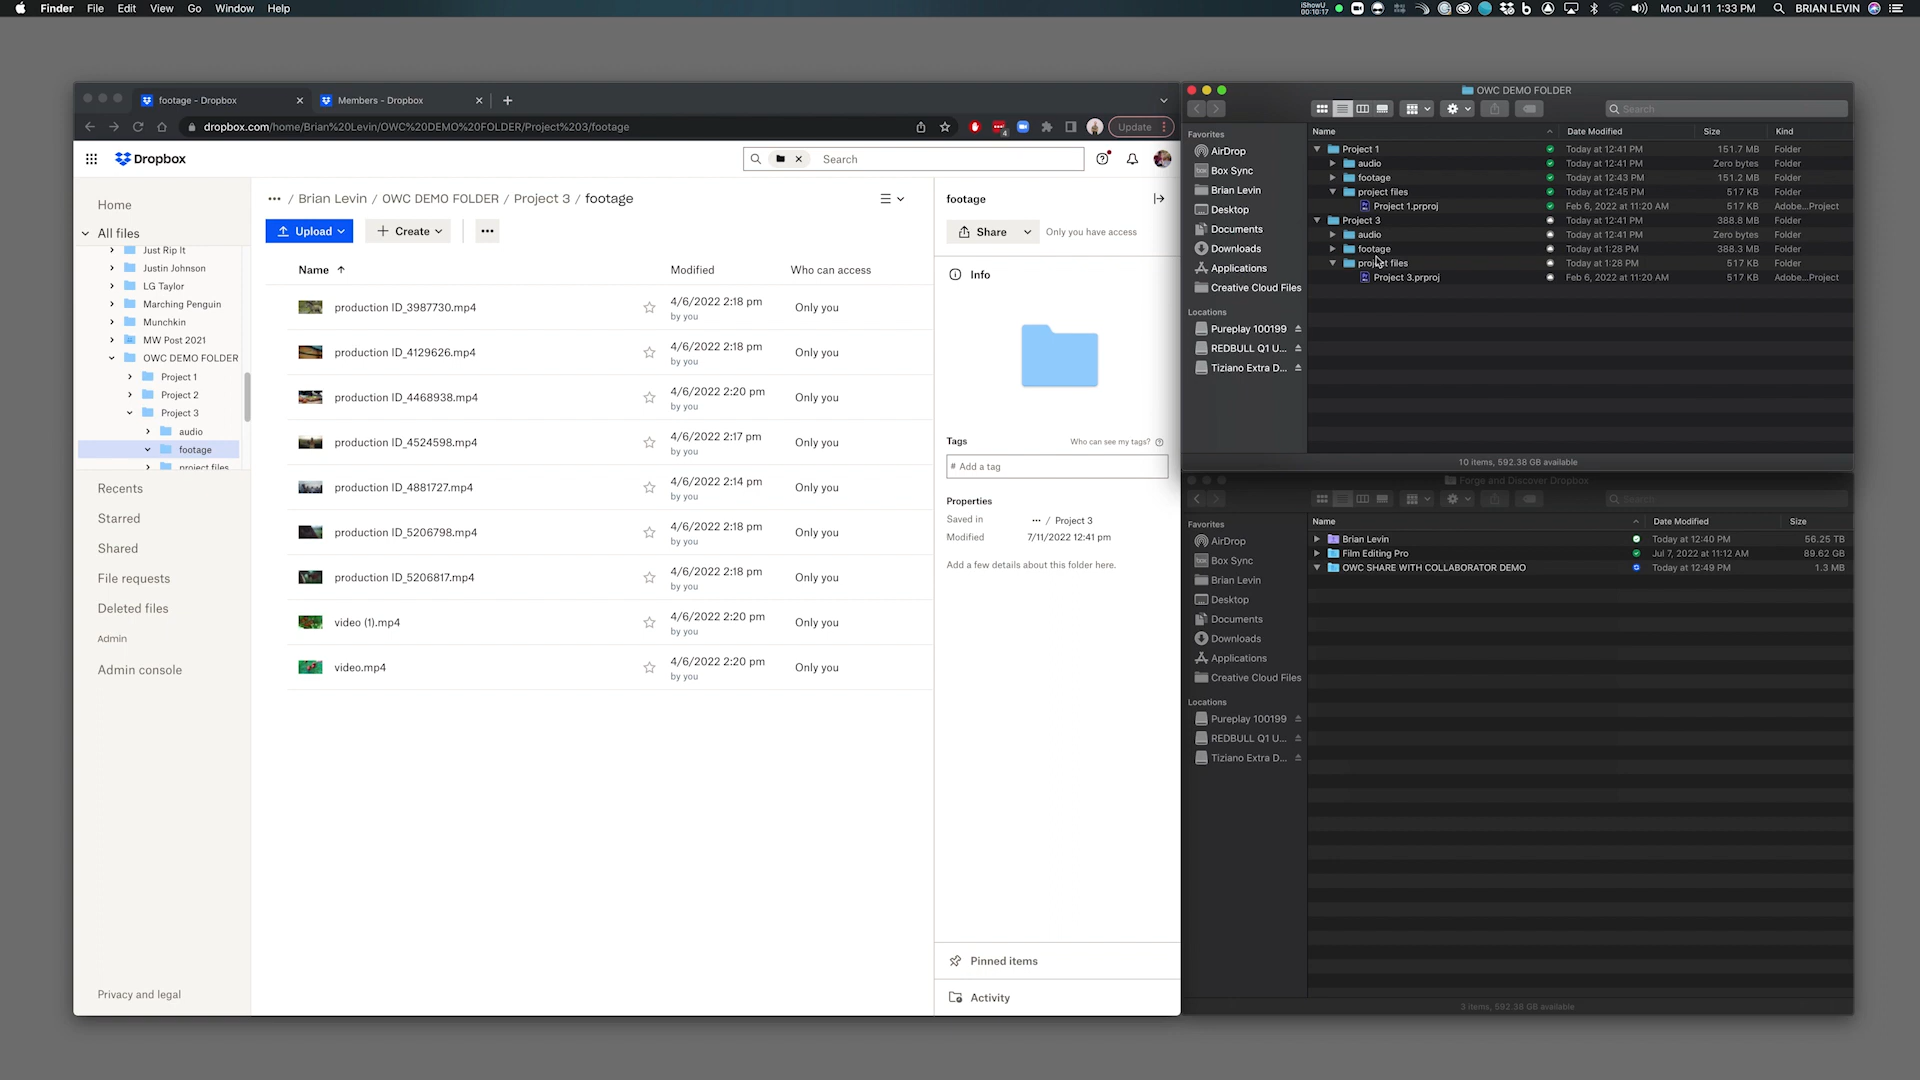 Finder File Edit View Go Window Help
iShowU
00:10:17
Mon Jul 11 1:33 PM BRIAN LEVIN
footage - Dropbox
Members - Dropbox
dropbox.com/home/Brian%20Levin/OWC%20DEMO%20FOLDER/Project%203/footage
Update
Dropbox
Search
Home
All files
Just Rip It
Justin Johnson
LG Taylor
Marching Penguin
Munchkin
MW Post 2021
OWC DEMO FOLDER
Project 1
Project 2
Project 3
audio
footage
project files
Recents
Starred
Shared
File requests
Deleted files
Admin
Admin console
Privacy and legal
••• / Brian Levin / OWC DEMO FOLDER / Project 3 / footage
Upload
Create
Name Modified Who can access
production ID_3987730.mp4 4/6/2022 2:18 pm Only you
by you
production ID_4129626.mp4 4/6/2022 2:18 pm Only you
by you
production ID_4468938.mp4 4/6/2022 2:20 pm Only you
by you
production ID_4524598.mp4 4/6/2022 2:17 pm Only you
by you
production ID_4881727.mp4 4/6/2022 2:14 pm Only you
by you
production ID_5206798.mp4 4/6/2022 2:18 pm Only you
by you
production ID_5206817.mp4 4/6/2022 2:18 pm Only you
by you
video (1).mp4 4/6/2022 2:20 pm Only you
by you
video.mp4 4/6/2022 2:20 pm Only you
by you
footage
Share Only you have access
Info
Tags Who can see my tags?
# Add a tag
Properties
Saved in ••• / Project 3
Modified 7/11/2022 12:41 pm
Add a few details about this folder here.
Pinned items
Activity
OWC DEMO FOLDER
Search
Favorites
AirDrop
Box Sync
Brian Levin
Desktop
Documents
Downloads
Applications
Creative Cloud Files
Locations
Pureplay 100199
REDBULL Q1 U...
Tiziano Extra D...
Name Date Modified Size Kind
Project 1 Today at 12:41 PM 151.7 MB Folder
audio Today at 12:41 PM Zero bytes Folder
footage Today at 12:43 PM 151.2 MB Folder
project files Today at 12:45 PM 517 KB Folder
Project 1.prproj Feb 6, 2022 at 11:20 AM 517 KB Adobe...Project
Project 3 Today at 12:41 PM 388.8 MB Folder
audio Today at 12:41 PM Zero bytes Folder
footage Today at 1:28 PM 388.3 MB Folder
project files Today at 1:28 PM 517 KB Folder
Project 3.prproj Feb 6, 2022 at 11:20 AM 517 KB Adobe...Project
10 items, 592.38 GB available
Forge and Discover Dropbox
Search
Favorites
AirDrop
Box Sync
Brian Levin
Desktop
Documents
Downloads
Applications
Creative Cloud Files
Locations
Pureplay 100199
REDBULL Q1 U...
Tiziano Extra D...
Name Date Modified Size
Brian Levin Today at 12:40 PM 56.25 TB
Film Editing Pro Jul 7, 2022 at 11:12 AM 89.62 GB
OWC SHARE WITH COLLABORATOR DEMO Today at 12:49 PM 1.3 MB
3 items, 592.38 GB available